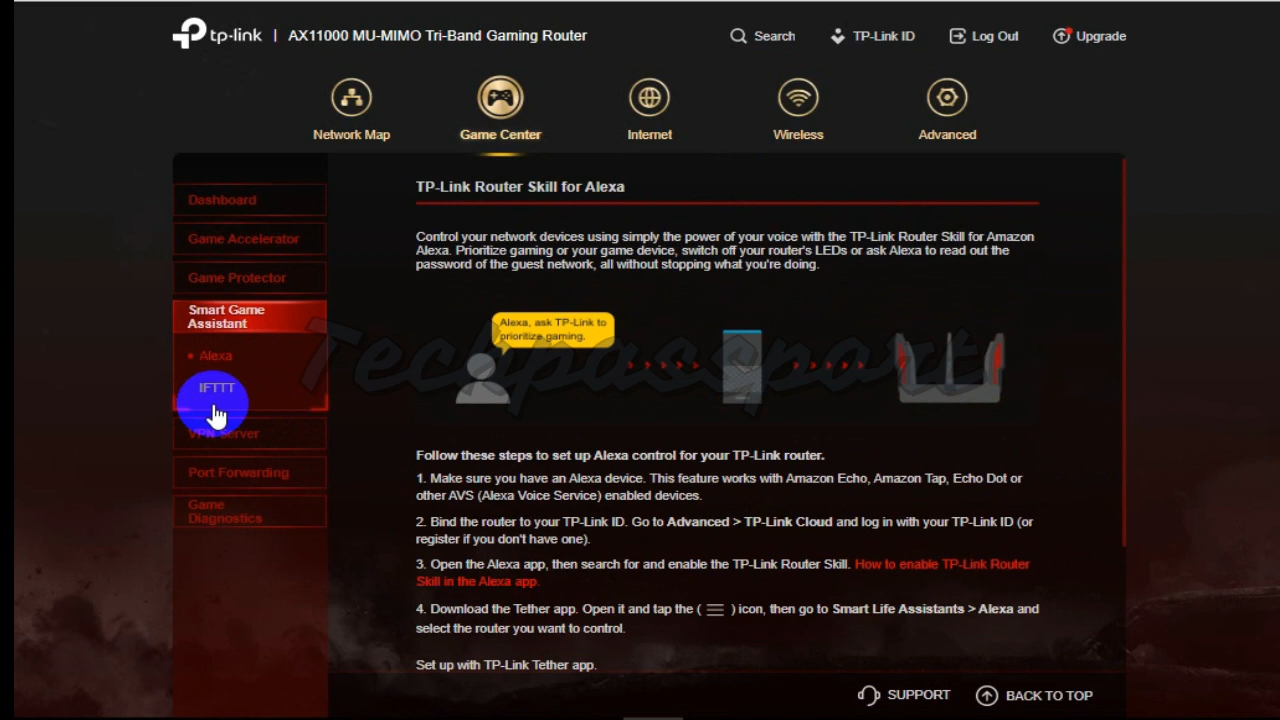 tp-link | AX11000 MU-MIMO Tri-Band Gaming Router
Search
TP-Link ID
Log Out
Upgrade
Network Map
Game Center
Internet
Wireless
Advanced
Dashboard
Game Accelerator
Game Protector
Smart Game
Assistant
Alexa
IFTTT
VPN Server
Port Forwarding
Game
Diagnostics
TP-Link Router Skill for Alexa
Control your network devices using simply the power of your voice with the TP-Link Router Skill for Amazon
Alexa. Prioritize gaming or your game device, switch off your router's LEDs or ask Alexa to read out the
password of the guest network, all without stopping what you're doing.
Alexa, ask TP-Link to
prioritize gaming.
Techpassport
Follow these steps to set up Alexa control for your TP-Link router.
1. Make sure you have an Alexa device. This feature works with Amazon Echo, Amazon Tap, Echo Dot or
other AVS (Alexa Voice Service) enabled devices.
2. Bind the router to your TP-Link ID. Go to Advanced > TP-Link Cloud and log in with your TP-Link ID (or
register if you don't have one).
3. Open the Alexa app, then search for and enable the TP-Link Router Skill. How to enable TP-Link Router
Skill in the Alexa app.
4. Download the Tether app. Open it and tap the ( ☰ ) icon, then go to Smart Life Assistants > Alexa and
select the router you want to control.
Set up with TP-Link Tether app.
SUPPORT
BACK TO TOP